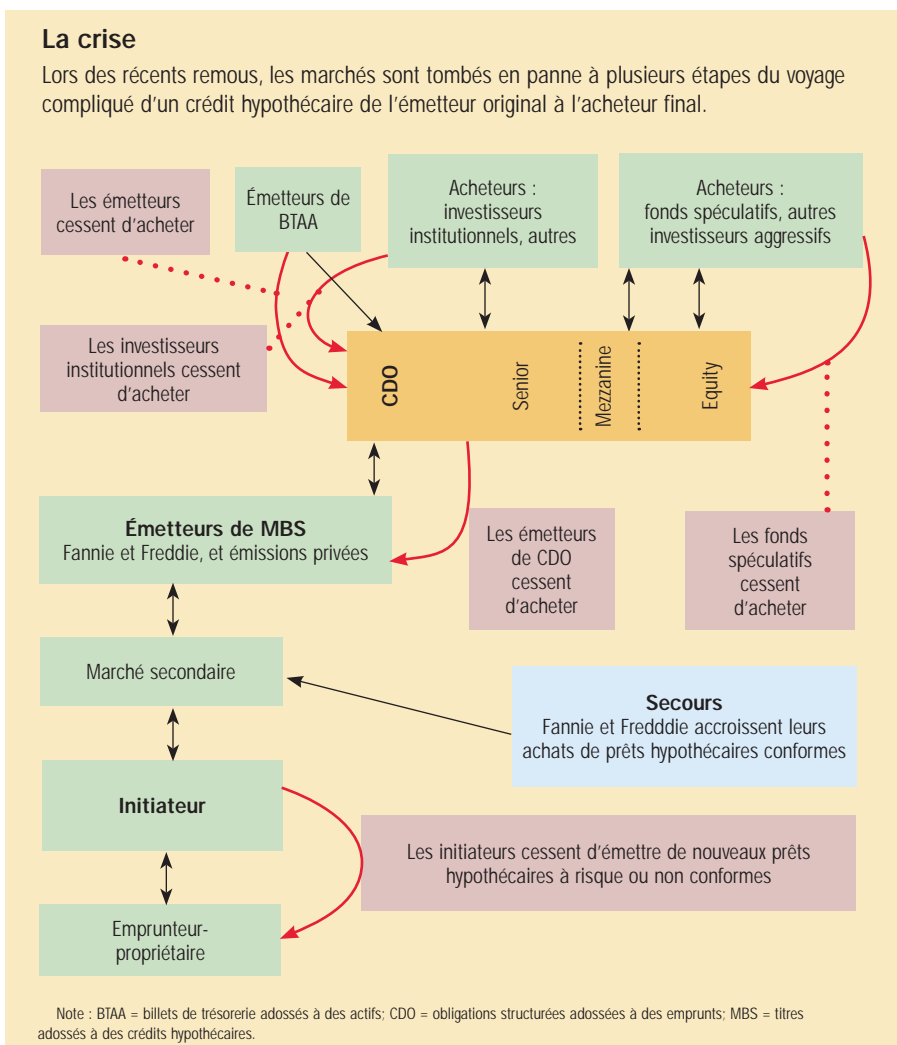 La crise
Lors des récents remous, les marchés sont tombés en panne à plusieurs étapes du voyage
compliqué d'un crédit hypothécaire de l'émetteur original à l'acheteur final.
Les émetteurs
cessent d'acheter
Émetteurs de
BTAA
Acheteurs :
investisseurs
institutionnels, autres
Acheteurs :
fonds spéculatifs, autres
investisseurs aggressifs
Les investisseurs
institutionnels cessent
d'acheter
CDO
Senior
Mezzanine
Equity
Émetteurs de MBS
Fannie et Freddie, et émissions privées
Les émetteurs
de CDO
cessent
d'acheter
Les fonds
spéculatifs
cessent
d'acheter
Marché secondaire
Secours
Fannie et Fredddie accroissent leurs
achats de prêts hypothécaires conformes
Initiateur
Les initiateurs cessent d'émettre de nouveaux prêts
hypothécaires à risque ou non conformes
Emprunteur-
propriétaire
Note : BTAA = billets de trésorerie adossés à des actifs; CDO = obligations structurées adossées à des emprunts; MBS = titres
adossés à des crédits hypothécaires.